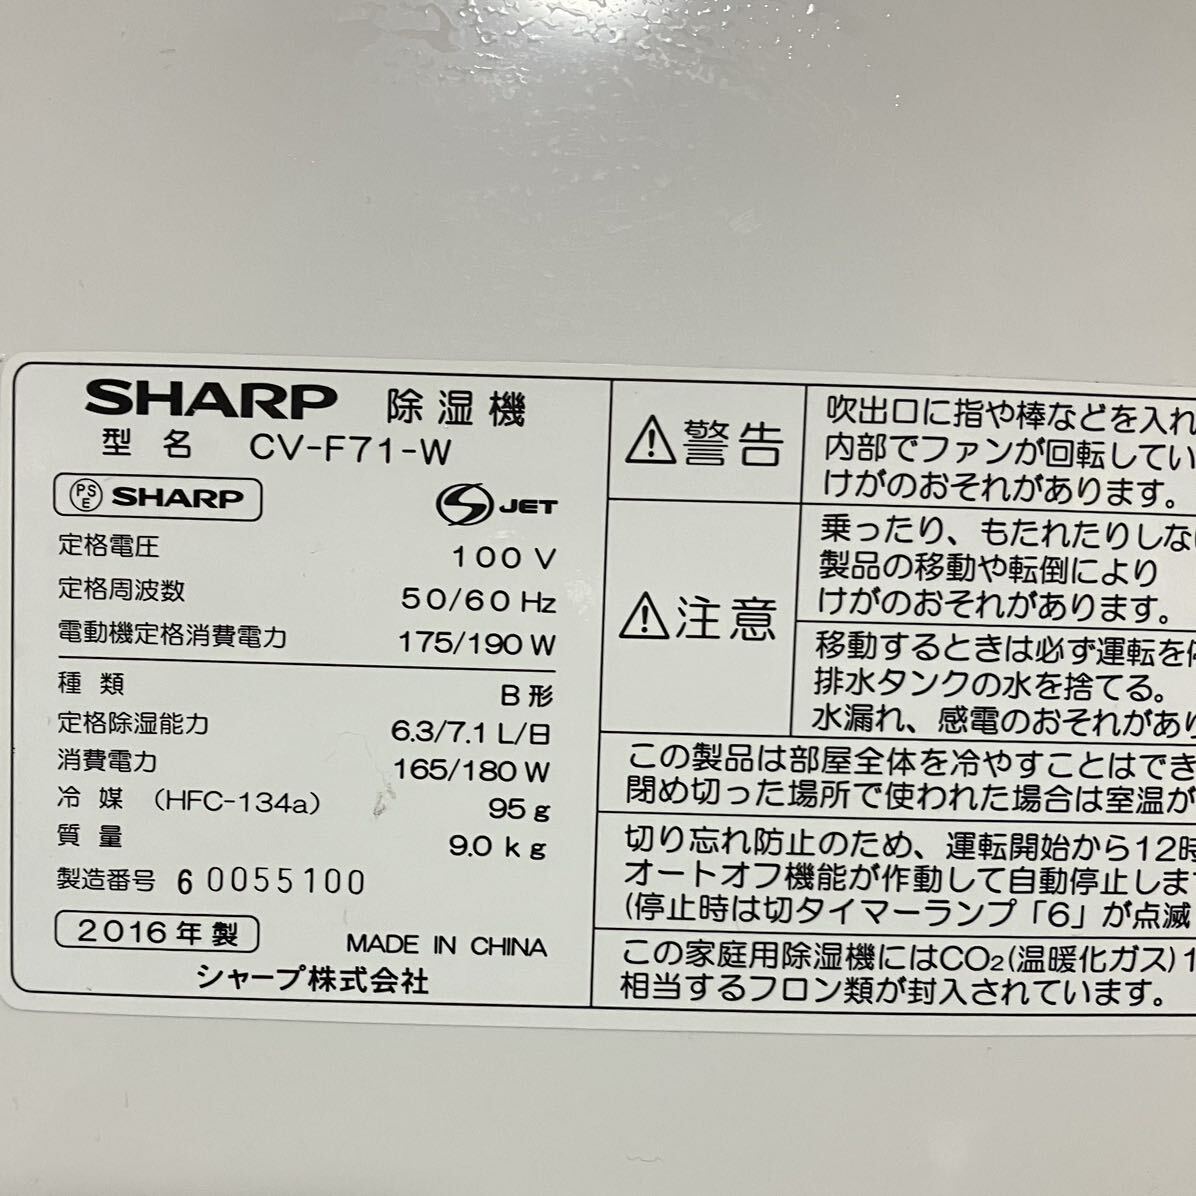 SHARP 除湿機
型名 CV-F71-W
PSE SHARP
S JET
定格電圧 100 V
定格周波数 50/60 Hz
電動機定格消費電力 175/190 W
種類 B形
定格除湿能力 6.3/7.1 L/日
消費電力 165/180 W
冷媒 (HFC-134a) 95 g
質量 9.0 kg
製造番号 6 0055100
2016年製
MADE IN CHINA
シャープ株式会社
⚠警告
吹出口に指や棒などを入れ
内部でファンが回転してい
けがのおそれがあります。
⚠注意
乗ったり、もたれたりしな
製品の移動や転倒により
けがのおそれがあります。
移動するときは必ず運転を
排水タンクの水を捨てる。
水漏れ、感電のおそれがあり
この製品は部屋全体を冷やすことはでき
閉め切った場所で使われた場合は室温が
切り忘れ防止のため、運転開始から12時
オートオフ機能が作動して自動停止しま
(停止時は切タイマーランプ「6」が点滅
この家庭用除湿機にはCO₂(温暖化ガス)1
相当するフロン類が封入されています。